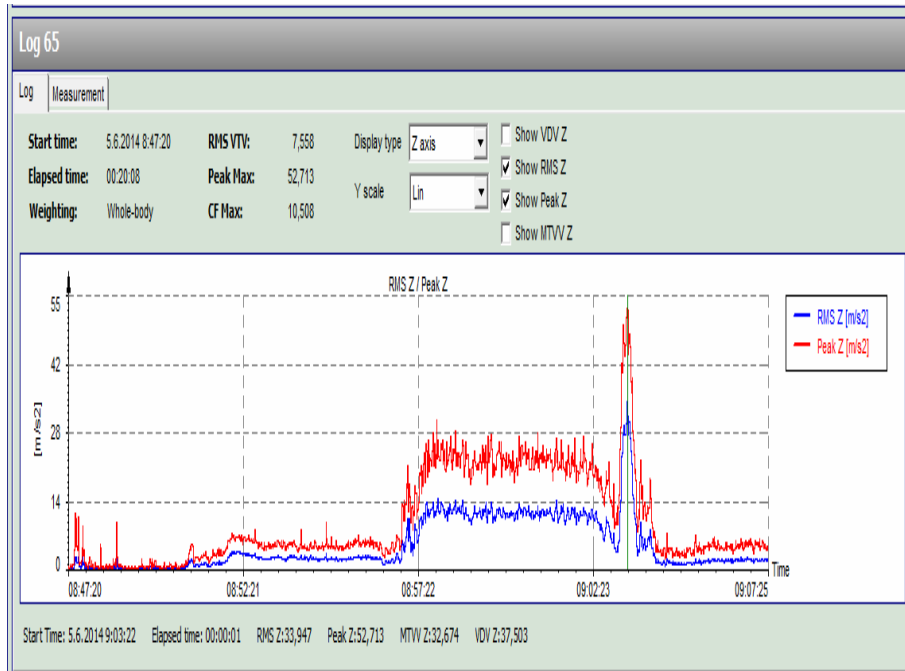 Log 65
Log Measurement
Start time: 5.6.2014 8:47:20 RMS VTV: 7,558 Display type Z axis Show VDV Z
Elapsed time: 00:20:08 Peak Max: 52,713 Show RMS Z
Weighting: Whole-body CF Max: 10,508 Y scale Lin Show Peak Z
Show MTVV Z
RMS Z / Peak Z
55
42
28
14
0
[m/s2]
RMS Z [m/s2]
Peak Z [m/s2]
Time
08:47:20 08:52:21 08:57:22 09:02:23 09:07:25
Start Time: 5.6.2014 9:03:22 Elapsed time: 00:00:01 RMS Z:33,947 Peak Z:52,713 MTVV Z:32,674 VDV Z:37,503